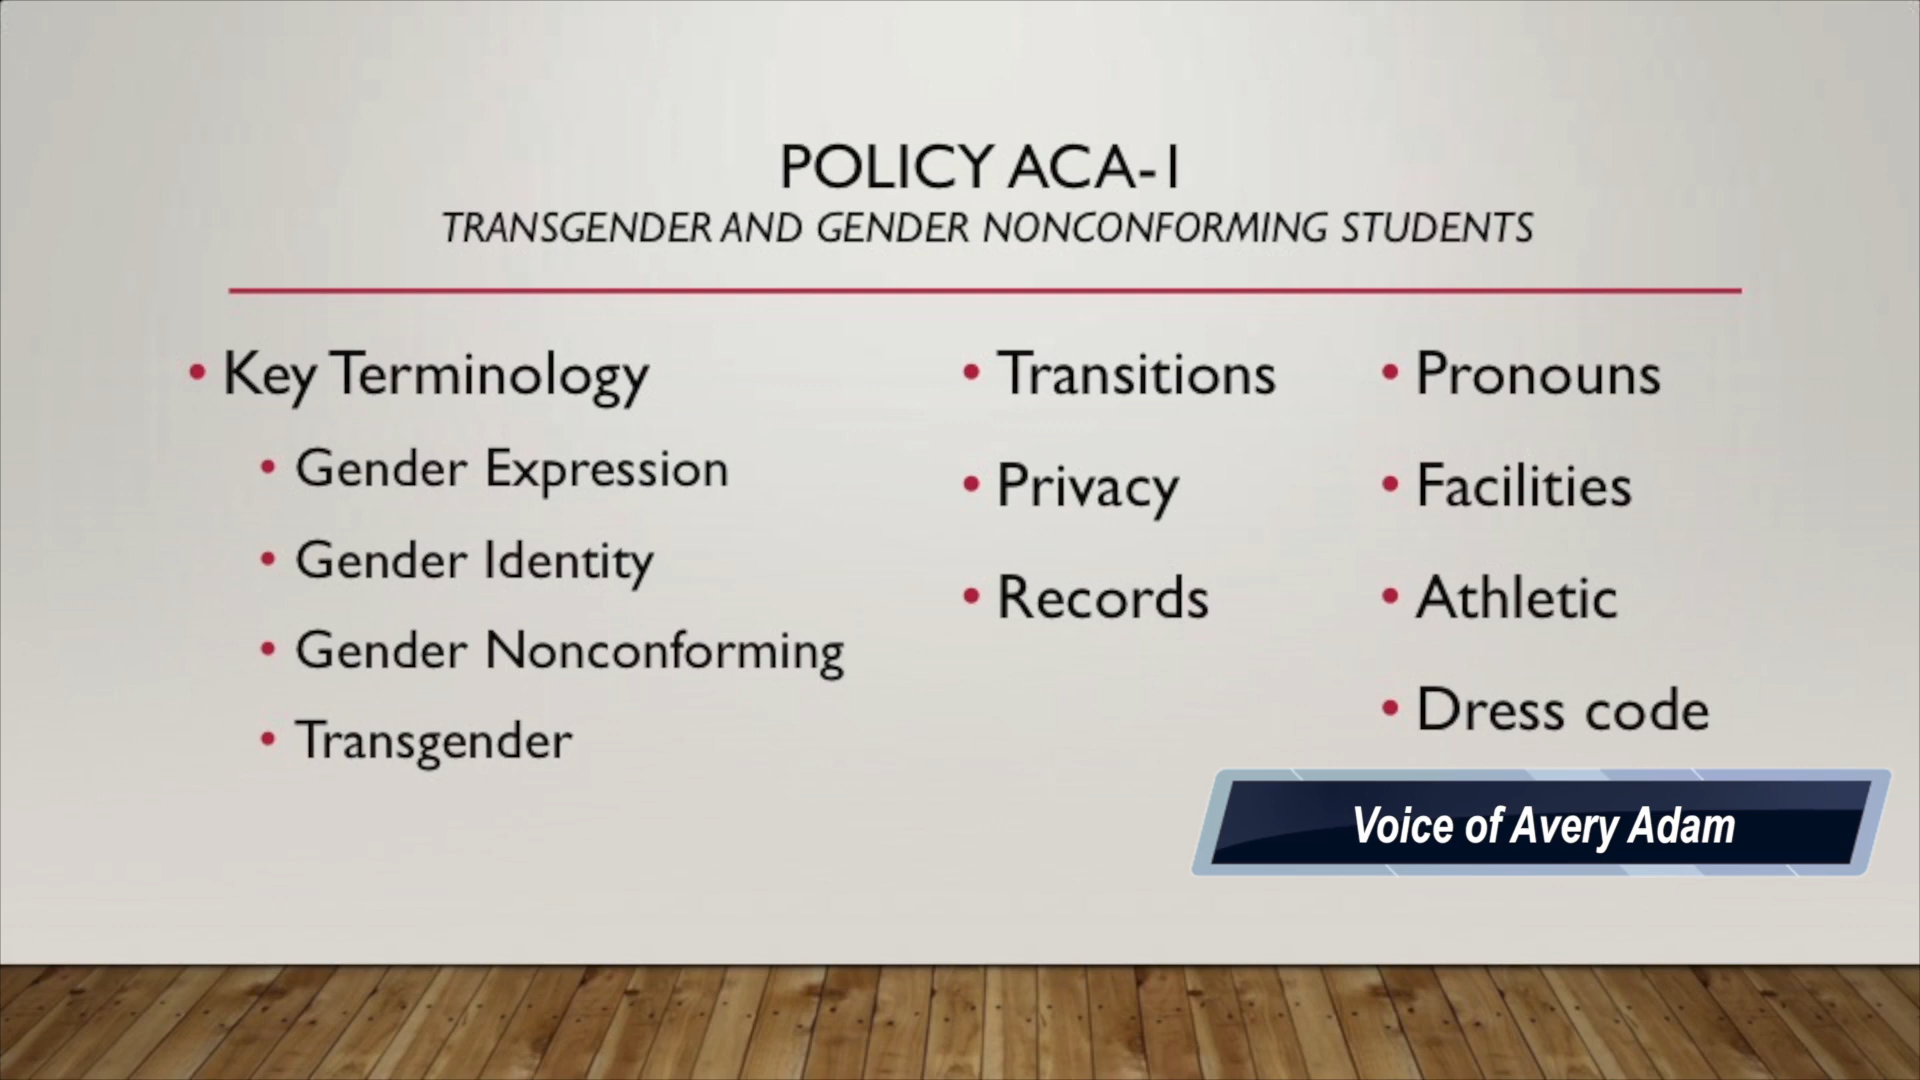 POLICY ACA-1
TRANSGENDER AND GENDER NONCONFORMING STUDENTS
• Key Terminology
• Gender Expression
• Gender Identity
• Gender Nonconforming
• Transgender
• Transitions
• Privacy
• Records
• Pronouns
• Facilities
• Athletic
• Dress code
Voice of Avery Adam